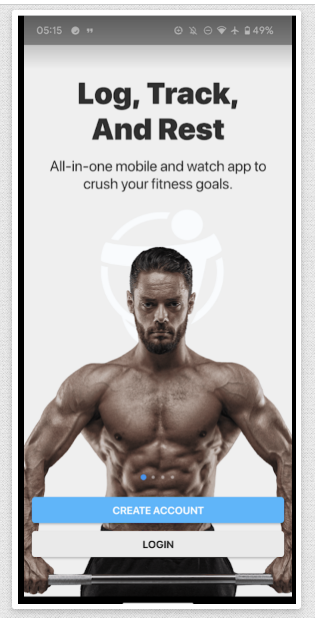 05:15
49%
Log, Track,
And Rest
All-in-one mobile and watch app to
crush your fitness goals.
CREATE ACCOUNT
LOGIN